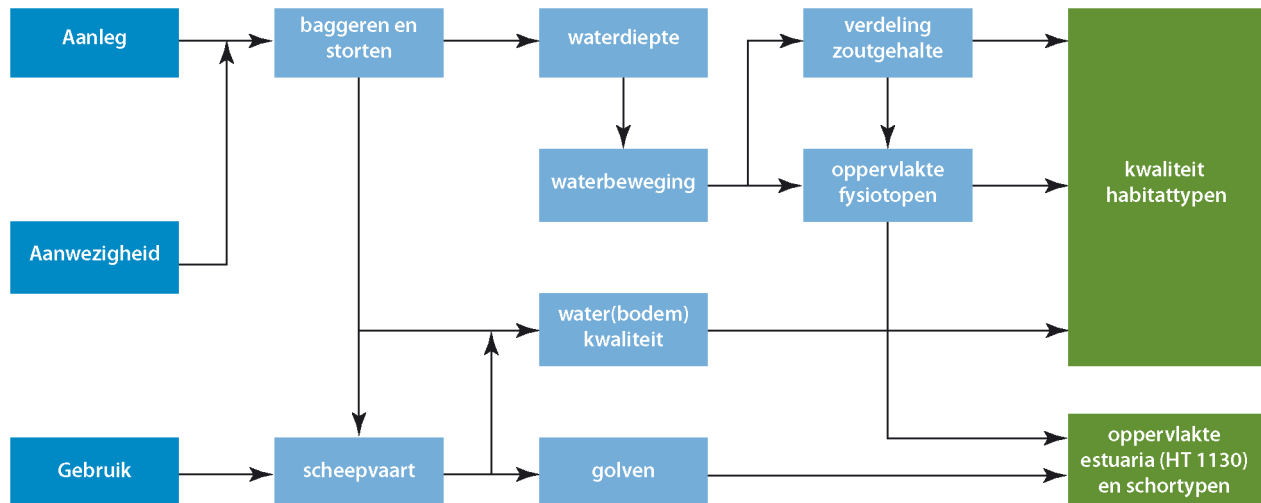 Aanleg
baggeren en
storten
waterdiepte
verdeling
zoutgehalte
Aanwezigheid
waterbeweging
oppervlakte
fysiotopen
kwaliteit
habitattypen
water(bodem)
kwaliteit
Gebruik
scheepvaart
golven
oppervlakte
estuaria (HT 1130)
en schortypen